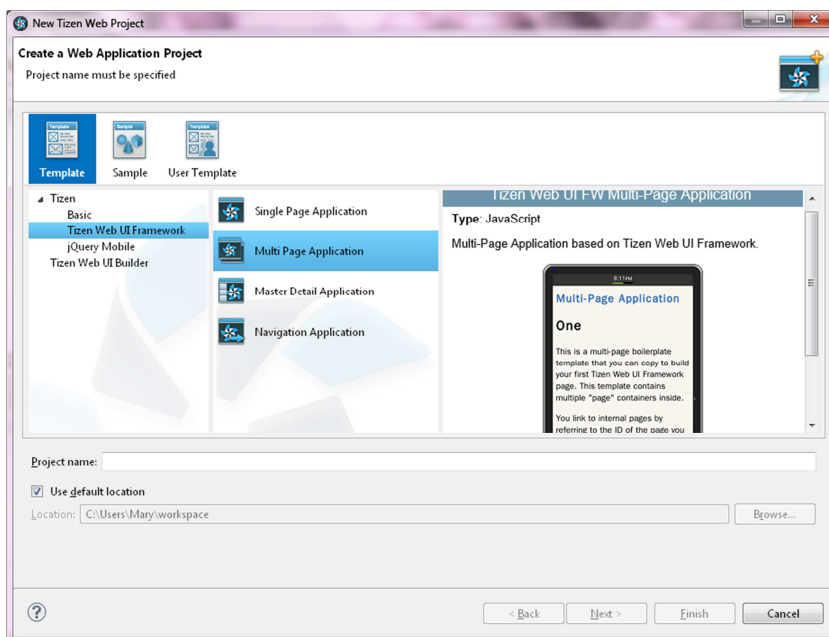 New Tizen Web Project
Create a Web Application Project
Project name must be specified
Template
Sample
User Template
Template
Sample
User Template
Tizen
Basic
Tizen Web UI Framework
jQuery Mobile
Tizen Web UI Builder
Single Page Application
Multi Page Application
Master Detail Application
Navigation Application
Tizen Web UI FW Multi-Page Application
Type: JavaScript
Multi-Page Application based on Tizen Web UI Framework.
8:11PM
Multi-Page Application
One
This is a multi-page boilerplate
template that you can copy to build
your first Tizen Web UI Framework
page. This template contains
multiple "page" containers inside.
You link to internal pages by
referring to the ID of the page you
Project name:
Use default location
Location: C:\Users\Mary\workspace
Browse...
< Back
Next >
Finish
Cancel